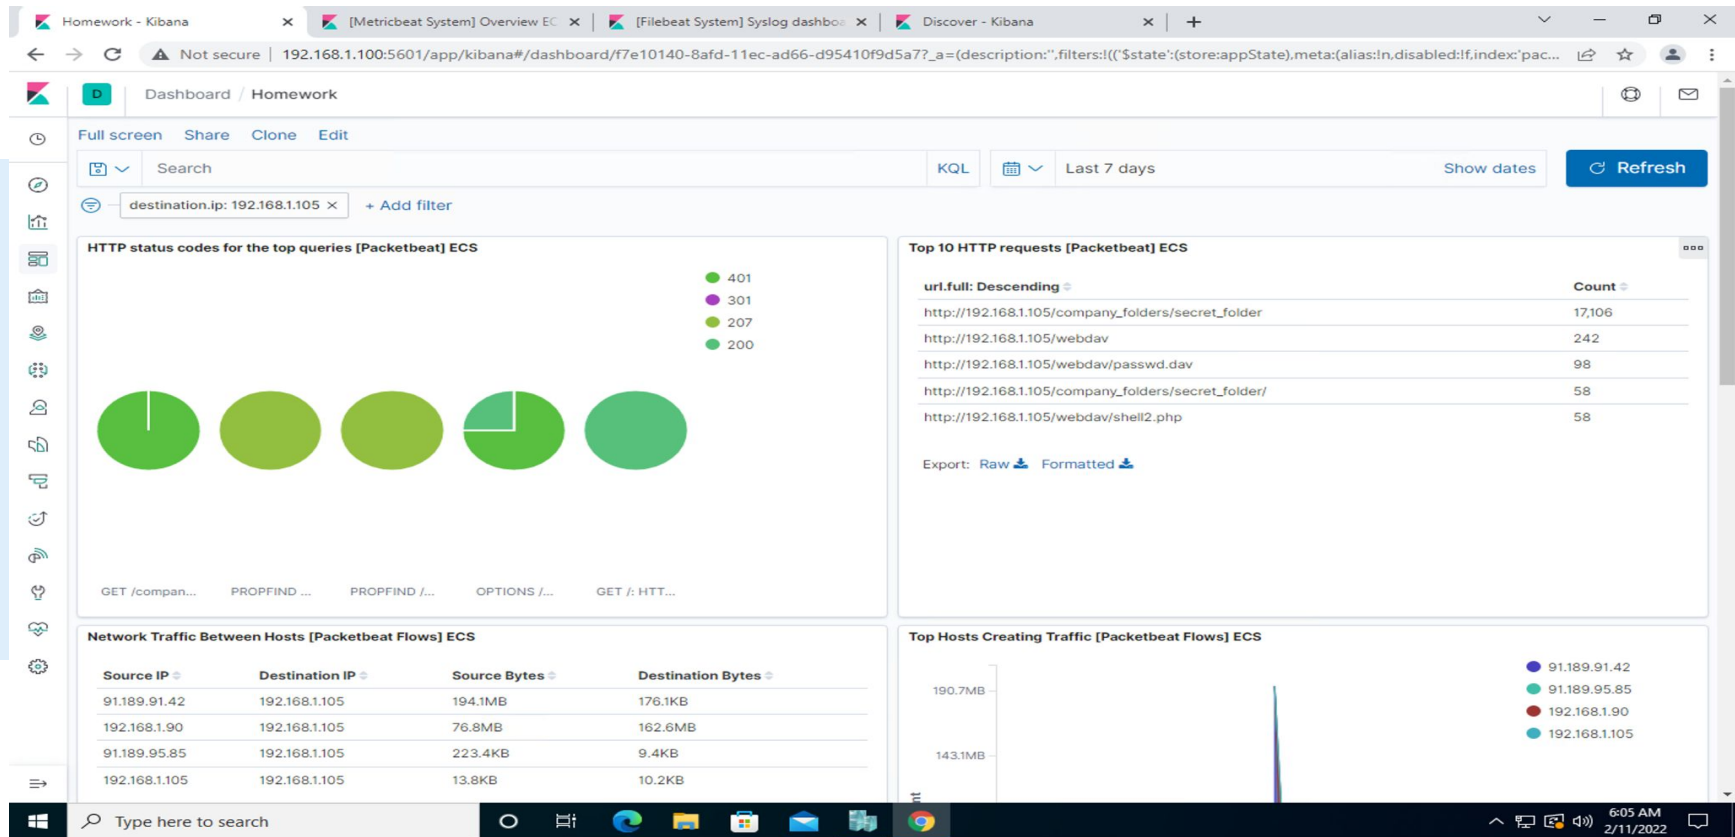 Homework - Kibana
[Metricbeat System] Overview EC
[Filebeat System] Syslog dashboa
Discover - Kibana
Not secure | 192.168.1.100:5601/app/kibana#/dashboard/f7e10140-8afd-11ec-ad66-d95410f9d5a7?_a=(description:'',filters:!(('$state':(store:appState),meta:(alias:!n,disabled:!f,index:'pac...
D
Dashboard / Homework
Full screen Share Clone Edit
Search KQL Last 7 days Show dates Refresh
destination.ip: 192.168.1.105 × + Add filter
HTTP status codes for the top queries [Packetbeat] ECS
401
301
207
200
GET /compan... PROPFIND ... PROPFIND /... OPTIONS /... GET /: HTT...
Top 10 HTTP requests [Packetbeat] ECS
url.full: Descending Count
http://192.168.1.105/company_folders/secret_folder 17,106
http://192.168.1.105/webdav 242
http://192.168.1.105/webdav/passwd.dav 98
http://192.168.1.105/company_folders/secret_folder/ 58
http://192.168.1.105/webdav/shell2.php 58
Export: Raw Formatted
Network Traffic Between Hosts [Packetbeat Flows] ECS
Source IP Destination IP Source Bytes Destination Bytes
91.189.91.42 192.168.1.105 194.1MB 176.1KB
192.168.1.90 192.168.1.105 76.8MB 162.6MB
91.189.95.85 192.168.1.105 223.4KB 9.4KB
192.168.1.105 192.168.1.105 13.8KB 10.2KB
Top Hosts Creating Traffic [Packetbeat Flows] ECS
190.7MB
143.1MB
91.189.91.42
91.189.95.85
192.168.1.90
192.168.1.105
Type here to search
6:05 AM
2/11/2022